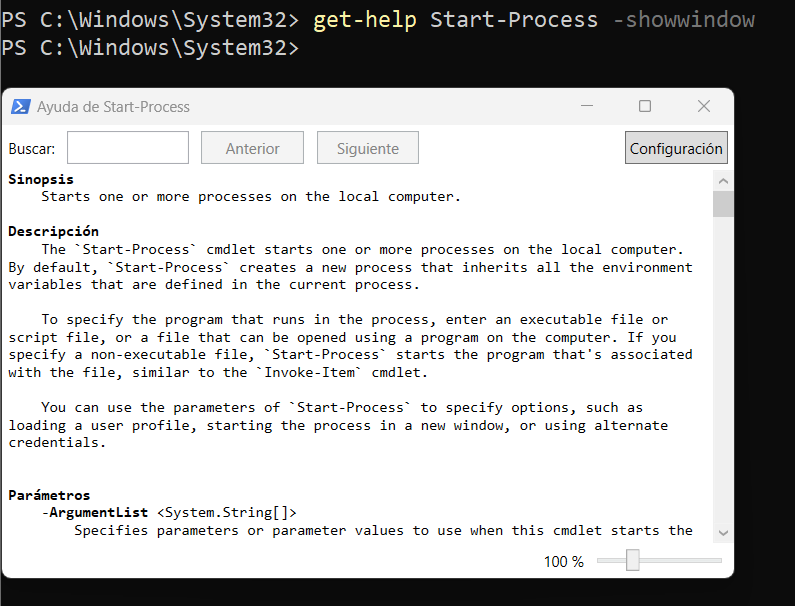 PS C:\Windows\System32> get-help Start-Process -showwindow
PS C:\Windows\System32>
Ayuda de Start-Process
Buscar: Anterior Siguiente Configuración
Sinopsis
Starts one or more processes on the local computer.
Descripción
The `Start-Process` cmdlet starts one or more processes on the local computer.
By default, `Start-Process` creates a new process that inherits all the environment
variables that are defined in the current process.
To specify the program that runs in the process, enter an executable file or
script file, or a file that can be opened using a program on the computer. If you
specify a non-executable file, `Start-Process` starts the program that's associated
with the file, similar to the `Invoke-Item` cmdlet.
You can use the parameters of `Start-Process` to specify options, such as
loading a user profile, starting the process in a new window, or using alternate
credentials.
Parámetros
-ArgumentList <System.String[]>
Specifies parameters or parameter values to use when this cmdlet starts the
100 %